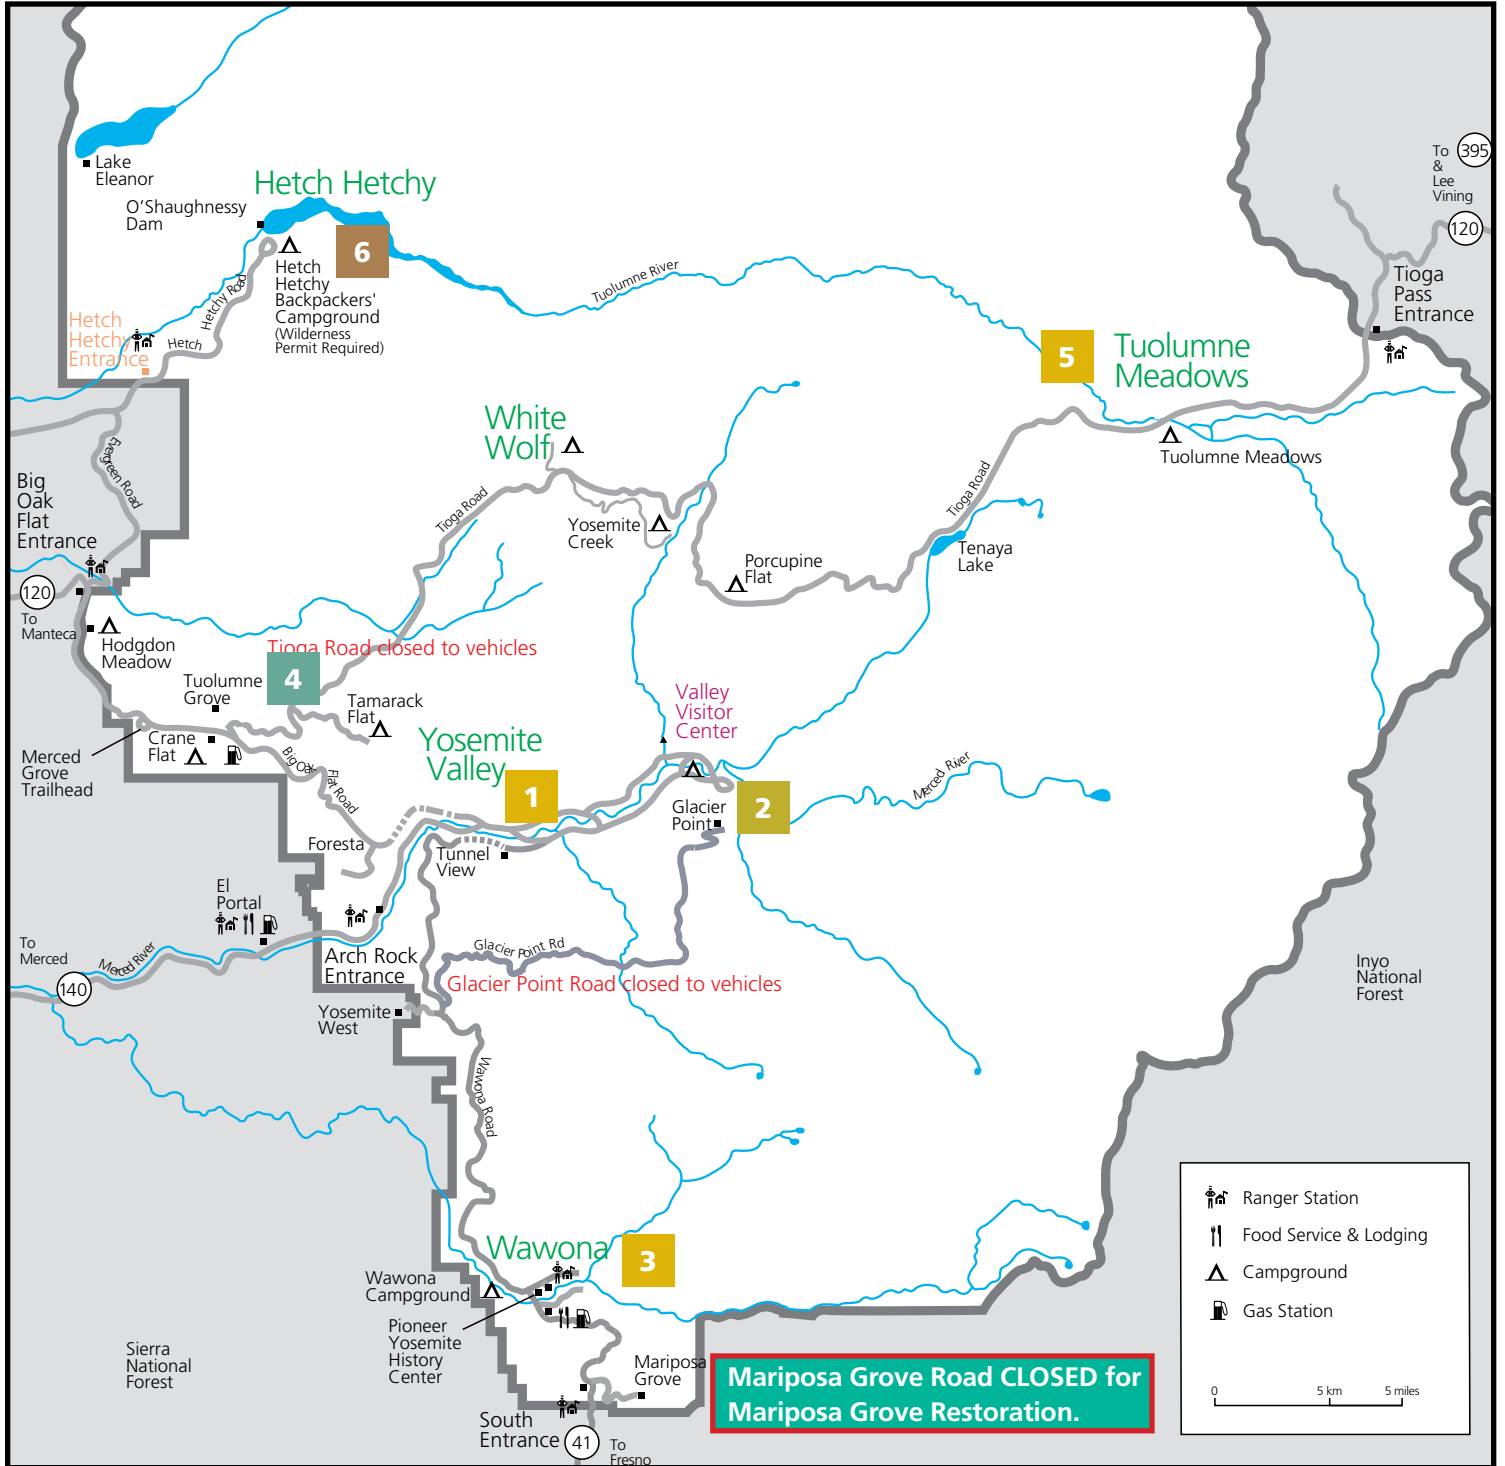 Lake
Eleanor
Hetch Hetchy
O'Shaughnessy
Dam
6
Hetch
Hetchy
Backpackers'
Campground
(Wilderness
Permit Required)
Hetch
Hetchy
Entrance
Hetch Hetchy Road
Tuolumne River
To 395
&
Lee
Vining
120
Tioga
Pass
Entrance
5
Tuolumne
Meadows
Tuolumne Meadows
White
Wolf
Evergreen Road
Big
Oak
Flat
Entrance
Tioga Road
Tioga Road
Yosemite
Creek
Porcupine
Flat
Tenaya
Lake
120
To
Manteca
Hodgdon
Meadow
Tioga Road closed to vehicles
4
Tuolumne
Grove
Tamarack
Flat
Valley
Visitor
Center
Merced
Grove
Trailhead
Crane
Flat
Big Oak Flat Road
Yosemite
Valley
1
2
Glacier
Point
Merced River
Foresta
Tunnel
View
El
Portal
To
Merced
Merced River
140
Arch Rock
Entrance
Glacier Point Rd
Glacier Point Road closed to vehicles
Yosemite
West
Inyo
National
Forest
Wawona Road
Wawona
3
Wawona
Campground
Pioneer
Yosemite
History
Center
Sierra
National
Forest
Mariposa
Grove
Mariposa Grove Road CLOSED for
Mariposa Grove Restoration.
South
Entrance
41
To
Fresno
Ranger Station
Food Service & Lodging
Campground
Gas Station
0 5 km 5 miles